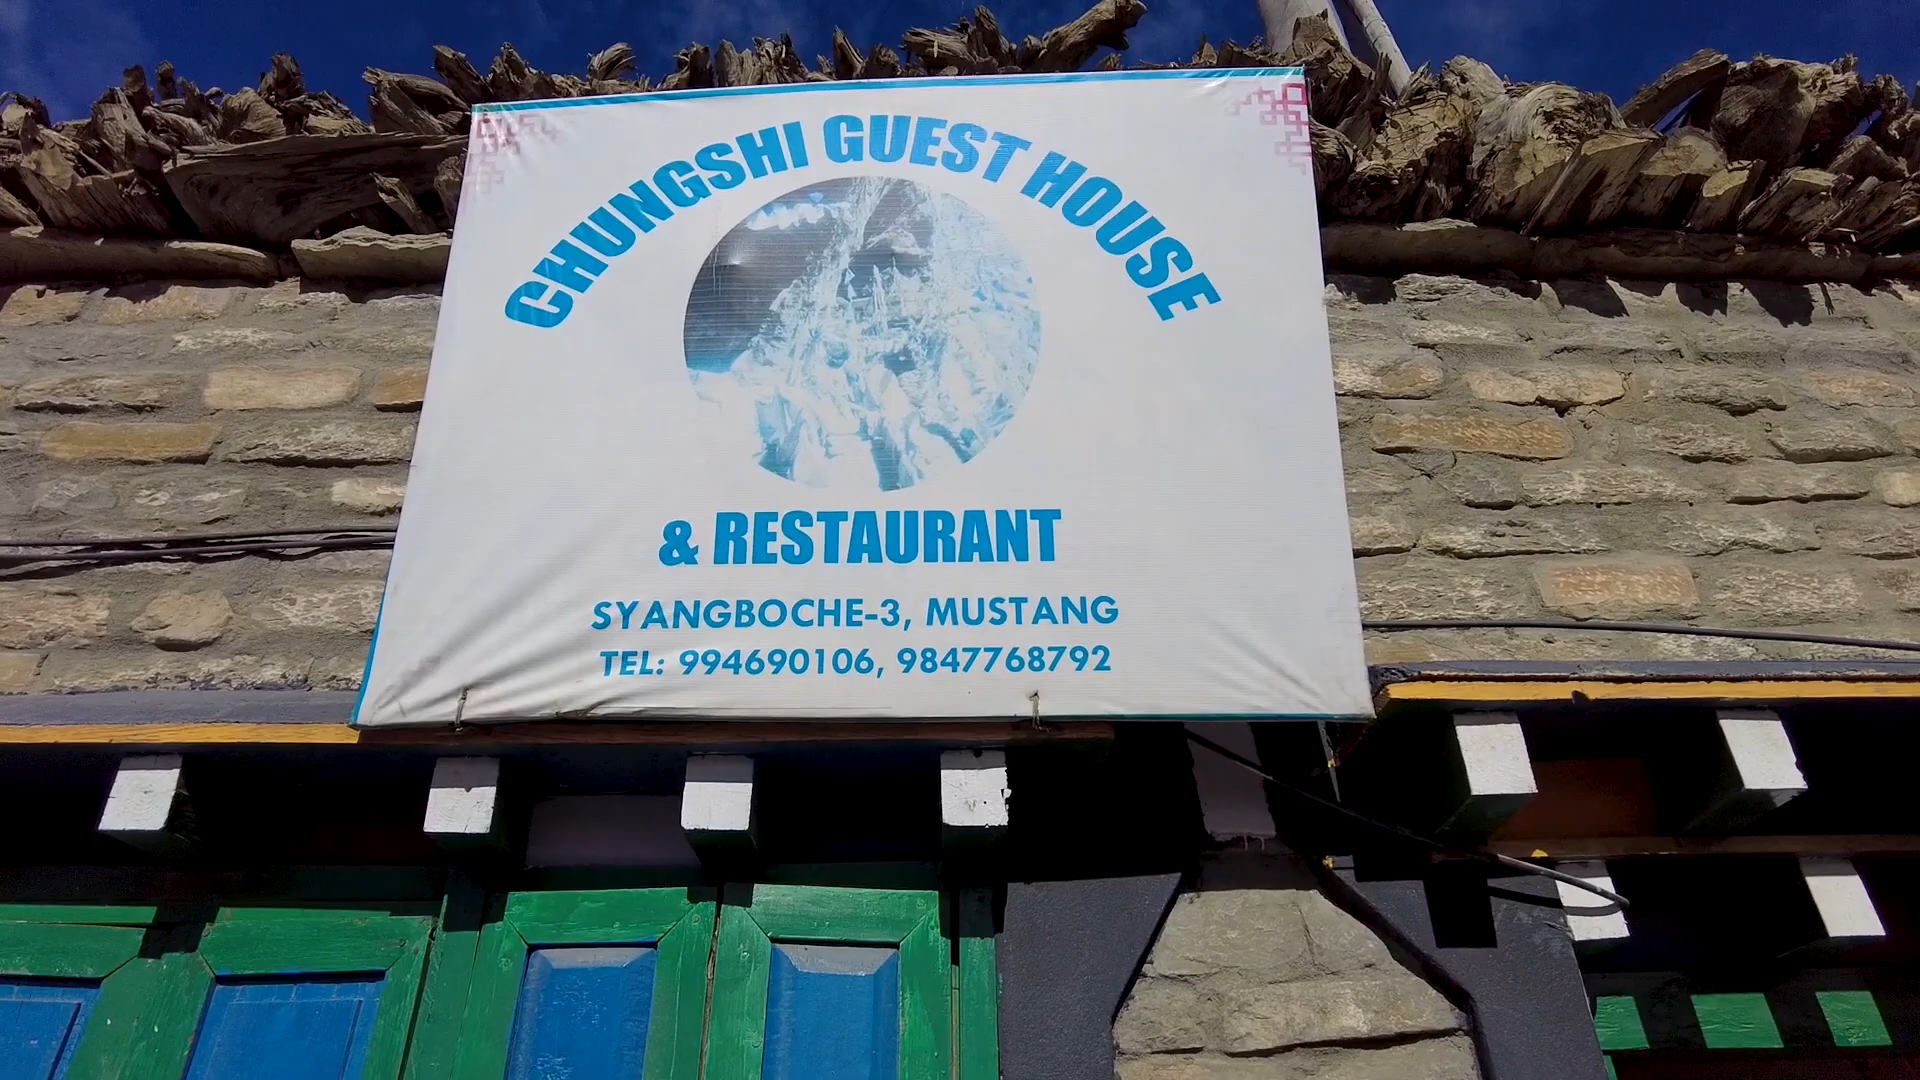 CHUNGSHI GUEST HOUSE
& RESTAURANT
SYANGBOCHE-3, MUSTANG
TEL: 994690106, 9847768792